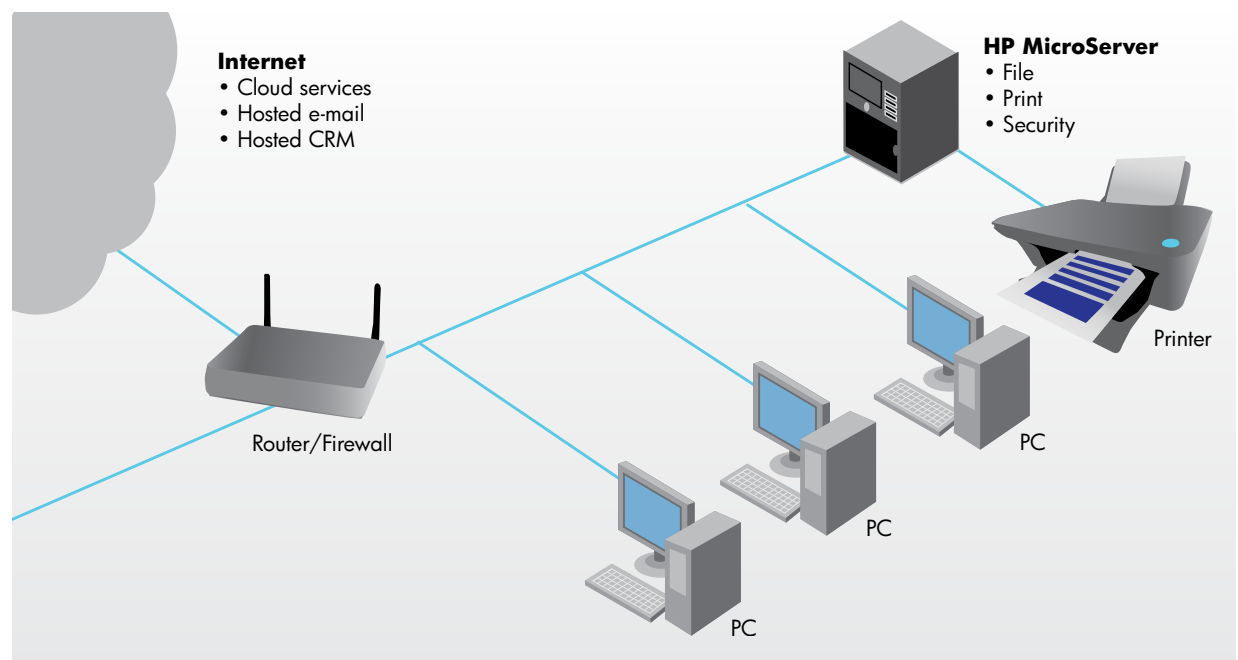 Internet
• Cloud services
• Hosted e-mail
• Hosted CRM
HP MicroServer
• File
• Print
• Security
Printer
Router/Firewall
PC
PC
PC